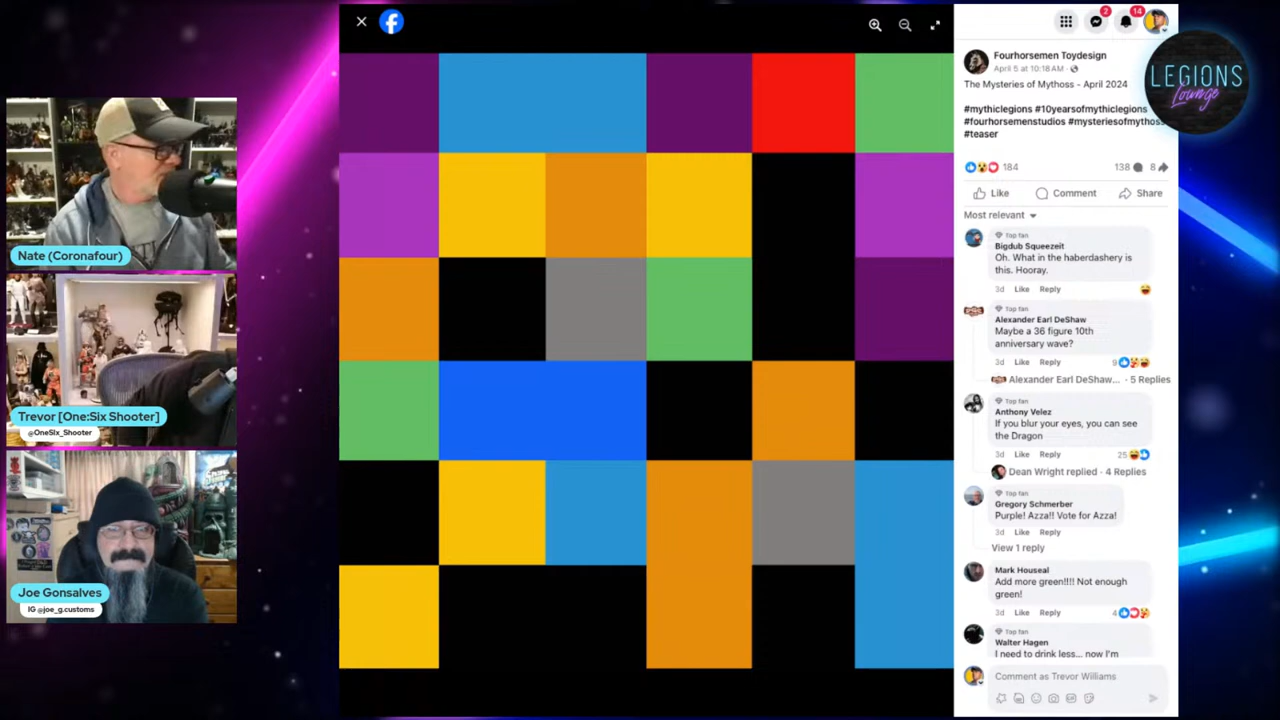 Nate (Coronafour)
Trevor [One:Six Shooter]
@OneSIx_Shooter
Joe Gonsalves
IG @joe_g.customs
2
14
Fourhorsemen Toydesign
April 5 at 10:18 AM
The Mysteries of Mythoss - April 2024
#mythiclegions #10yearsofmythiclegions
#fourhorsemenstudios #mysteriesofmythoss
#teaser
LEGIONS
Lounge
184
138
8
Like
Comment
Share
Most relevant
Top fan
Bigdub Squeezeit
Oh. What in the haberdashery is
this. Hooray.
3d Like Reply
Top fan
Alexander Earl DeShaw
Maybe a 36 figure 10th
anniversary wave?
3d Like Reply 9
Alexander Earl DeShaw... · 5 Replies
Top fan
Anthony Velez
If you blur your eyes, you can see
the Dragon
3d Like Reply 25
Dean Wright replied · 4 Replies
Top fan
Gregory Schmerber
Purple! Azza!! Vote for Azza!
3d Like Reply
View 1 reply
Mark Houseal
Add more green!!!! Not enough
green!
3d Like Reply 4
Top fan
Walter Hagen
I need to drink less... now I'm
Comment as Trevor Williams